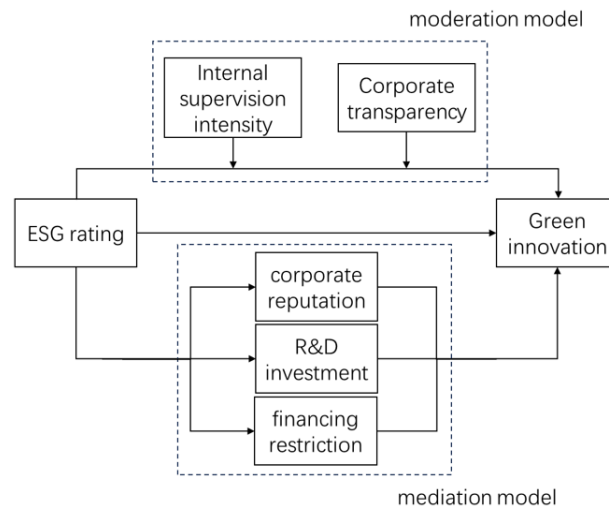 moderation model
Internal
supervision
intensity
Corporate
transparency
ESG rating
Green
innovation
corporate
reputation
R&D
investment
financing
restriction
mediation model